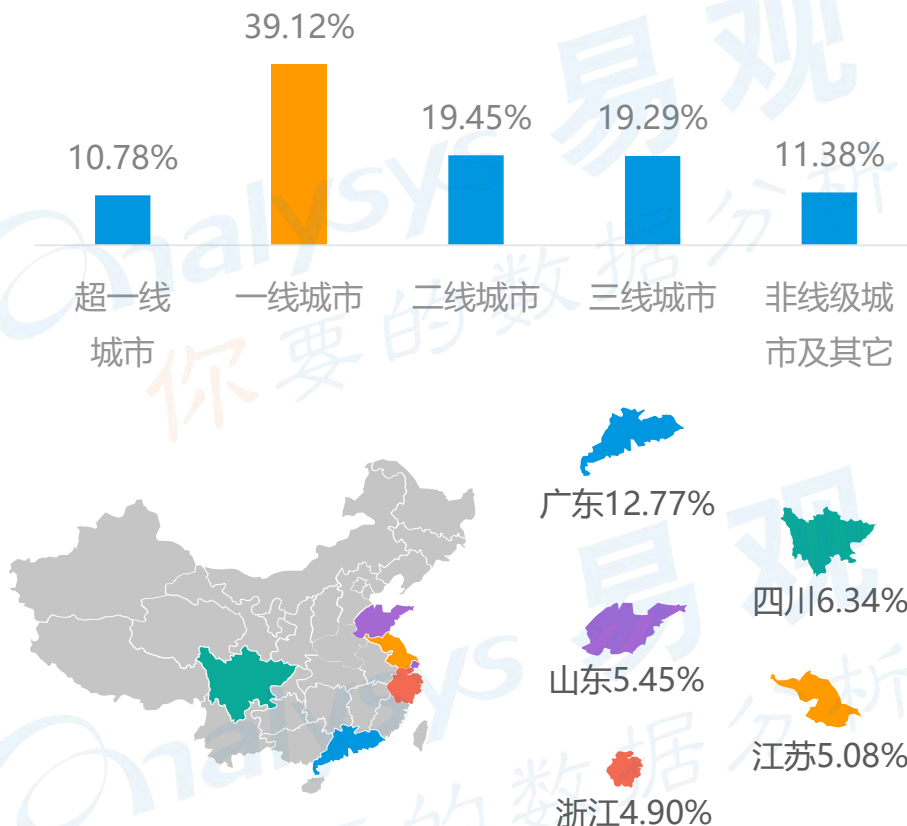 39.12%
19.45%
19.29%
10.78%
11.38%
超一线
城市
一线城市
二线城市
三线城市
非线级城
市及其它
广东12.77%
四川6.34%
山东5.45%
江苏5.08%
浙江4.90%
analysys 易观
你要的数据分析
analysys 易观
你要的数据分析